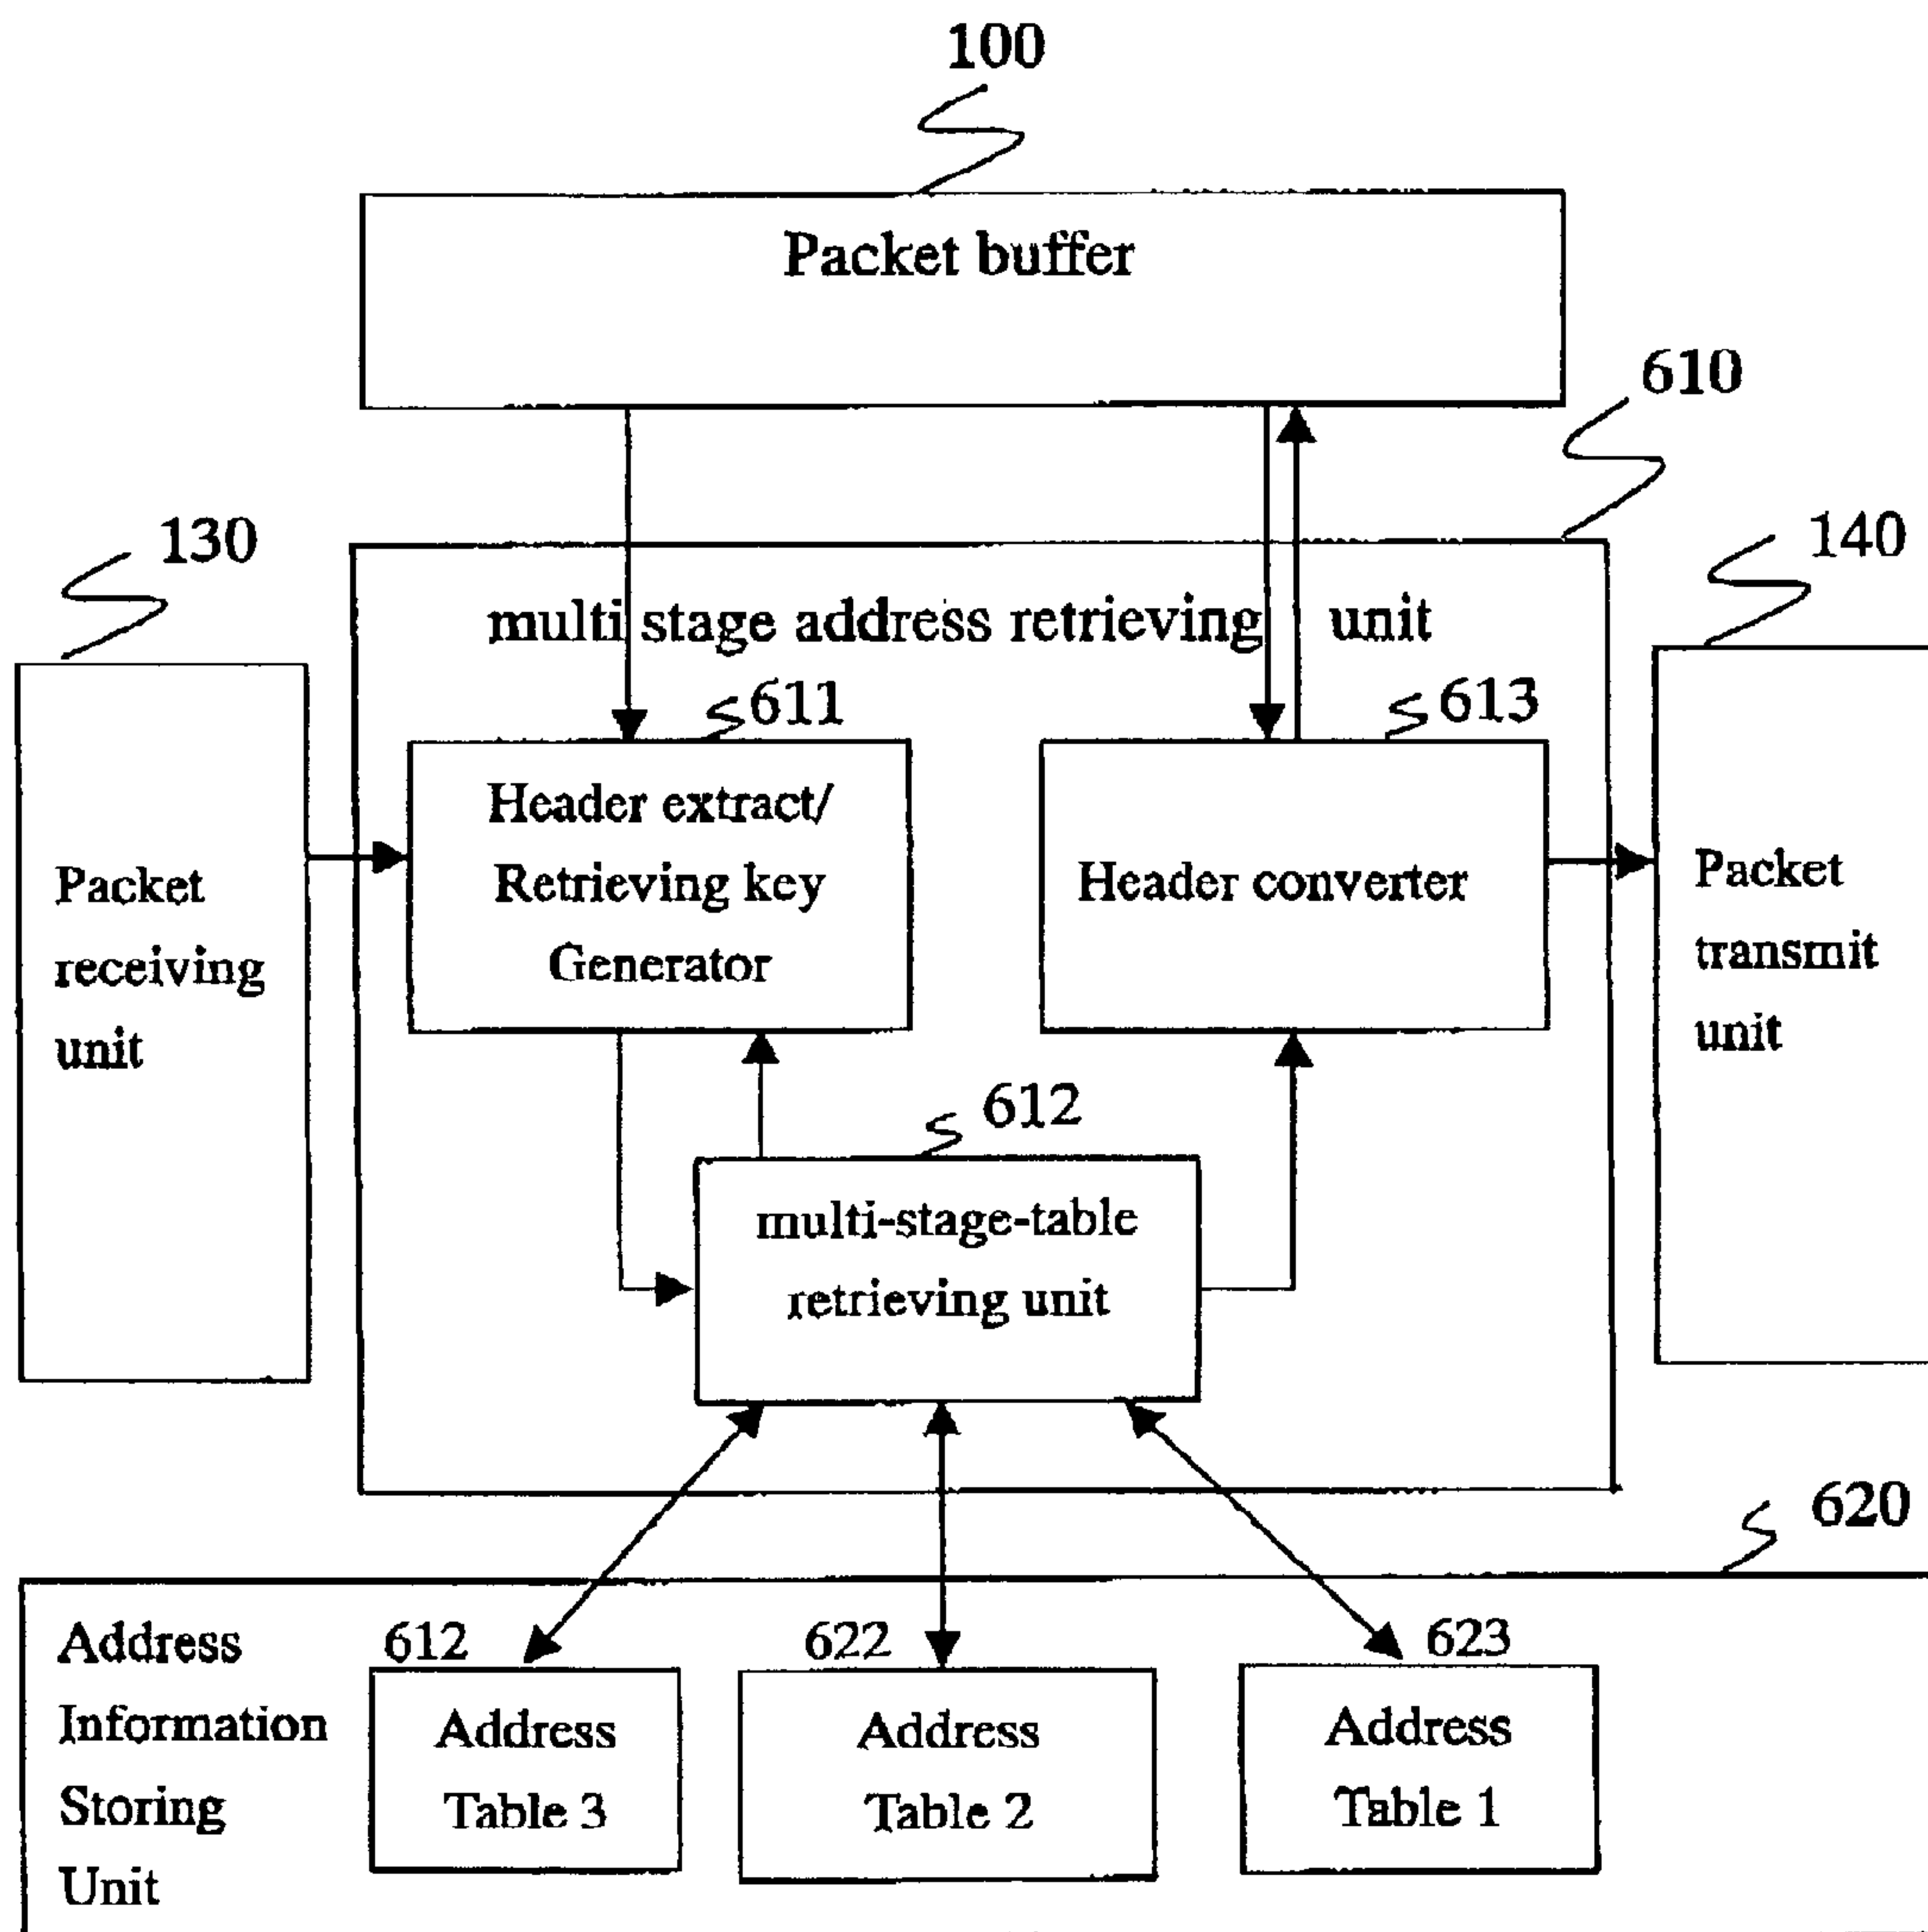 100
Packet buffer
610
130
140
multi stage address retrieving unit
611
613
Header extract/
Retrieving key
Generator
Header converter
Packet
receiving
unit
Packet
transmit
unit
612
multi-stage-table
retrieving unit
620
Address
Information
Storing
Unit
612
622
623
Address
Table 3
Address
Table 2
Address
Table 1